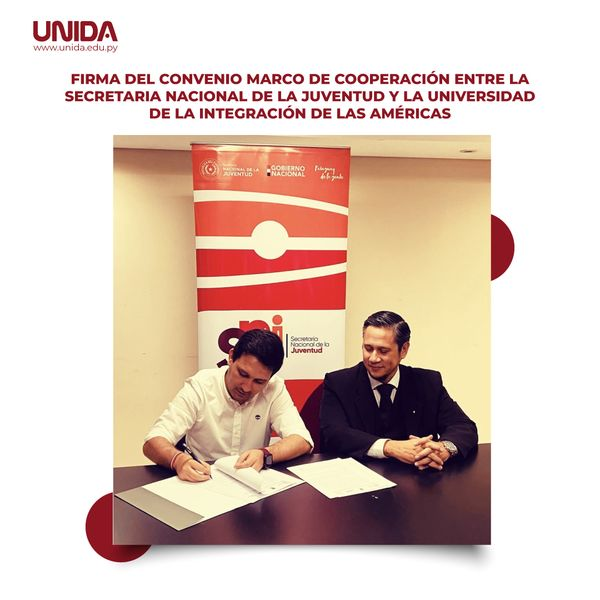 UNIDA
www.unida.edu.py
FIRMA DEL CONVENIO MARCO DE COOPERACIÓN ENTRE LA
SECRETARIA NACIONAL DE LA JUVENTUD Y LA UNIVERSIDAD
DE LA INTEGRACIÓN DE LAS AMÉRICAS
NACIONAL DE LA
JUVENTUD
GOBIERNO
NACIONAL
Paraguay
de la gente
snj
Secretaría
Nacional de la
Juventud